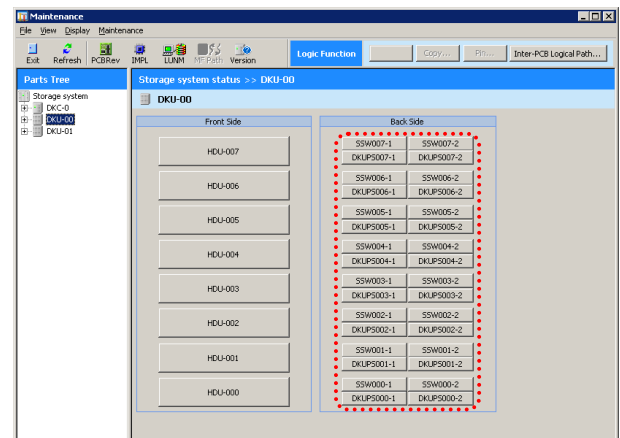 Maintenance
File View Display Maintenance
Exit Refresh PCBRev IMPL LUNM MF Path Version Logic Function Copy... Pin... Inter-PCB Logical Path...
Parts Tree
Storage system
DKC-0
DKU-00
DKU-01
Storage system status >> DKU-00
DKU-00
Front Side
HDU-007
HDU-006
HDU-005
HDU-004
HDU-003
HDU-002
HDU-001
HDU-000
Back Side
SSW007-1 SSW007-2
DKUPS007-1 DKUPS007-2
SSW006-1 SSW006-2
DKUPS006-1 DKUPS006-2
SSW005-1 SSW005-2
DKUPS005-1 DKUPS005-2
SSW004-1 SSW004-2
DKUPS004-1 DKUPS004-2
SSW003-1 SSW003-2
DKUPS003-1 DKUPS003-2
SSW002-1 SSW002-2
DKUPS002-1 DKUPS002-2
SSW001-1 SSW001-2
DKUPS001-1 DKUPS001-2
SSW000-1 SSW000-2
DKUPS000-1 DKUPS000-2